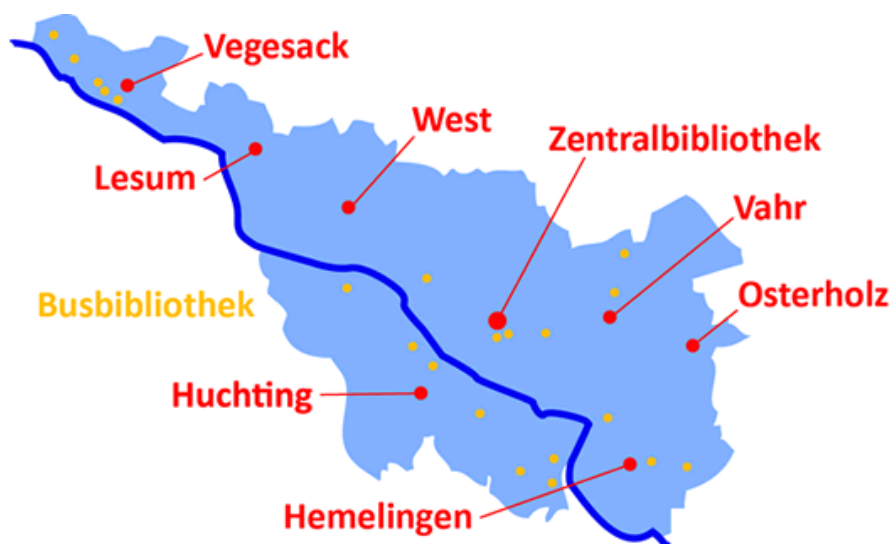 Vegesack
West
Zentralbibliothek
Lesum
Vahr
Busbibliothek
Osterholz
Huchting
Hemelingen